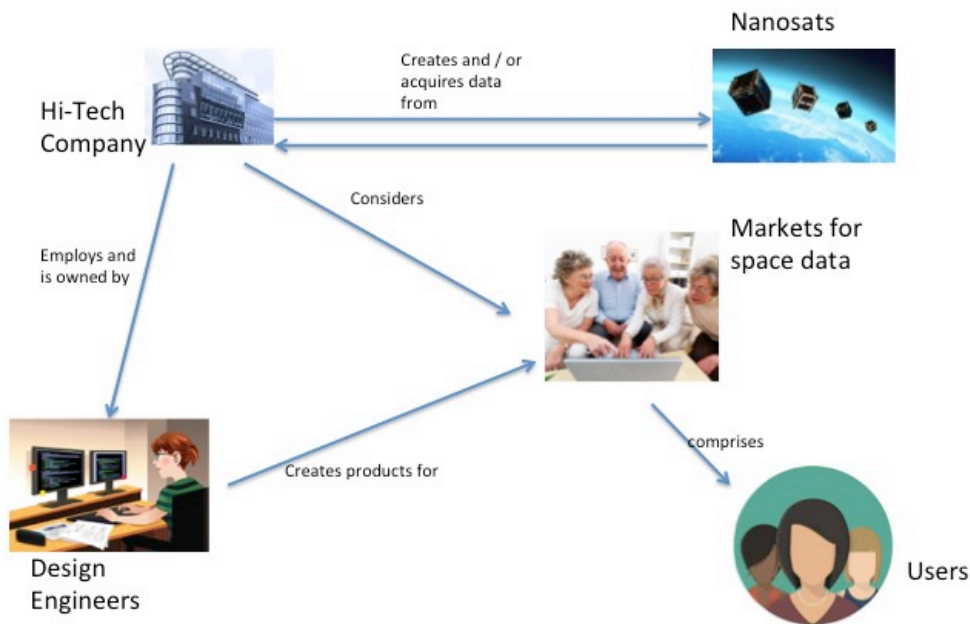 Nanosats
Creates and / or
acquires data
from
Hi-Tech
Company
Considers
Markets for
space data
Employs and
is owned by
comprises
Creates products for
Design
Engineers
Users